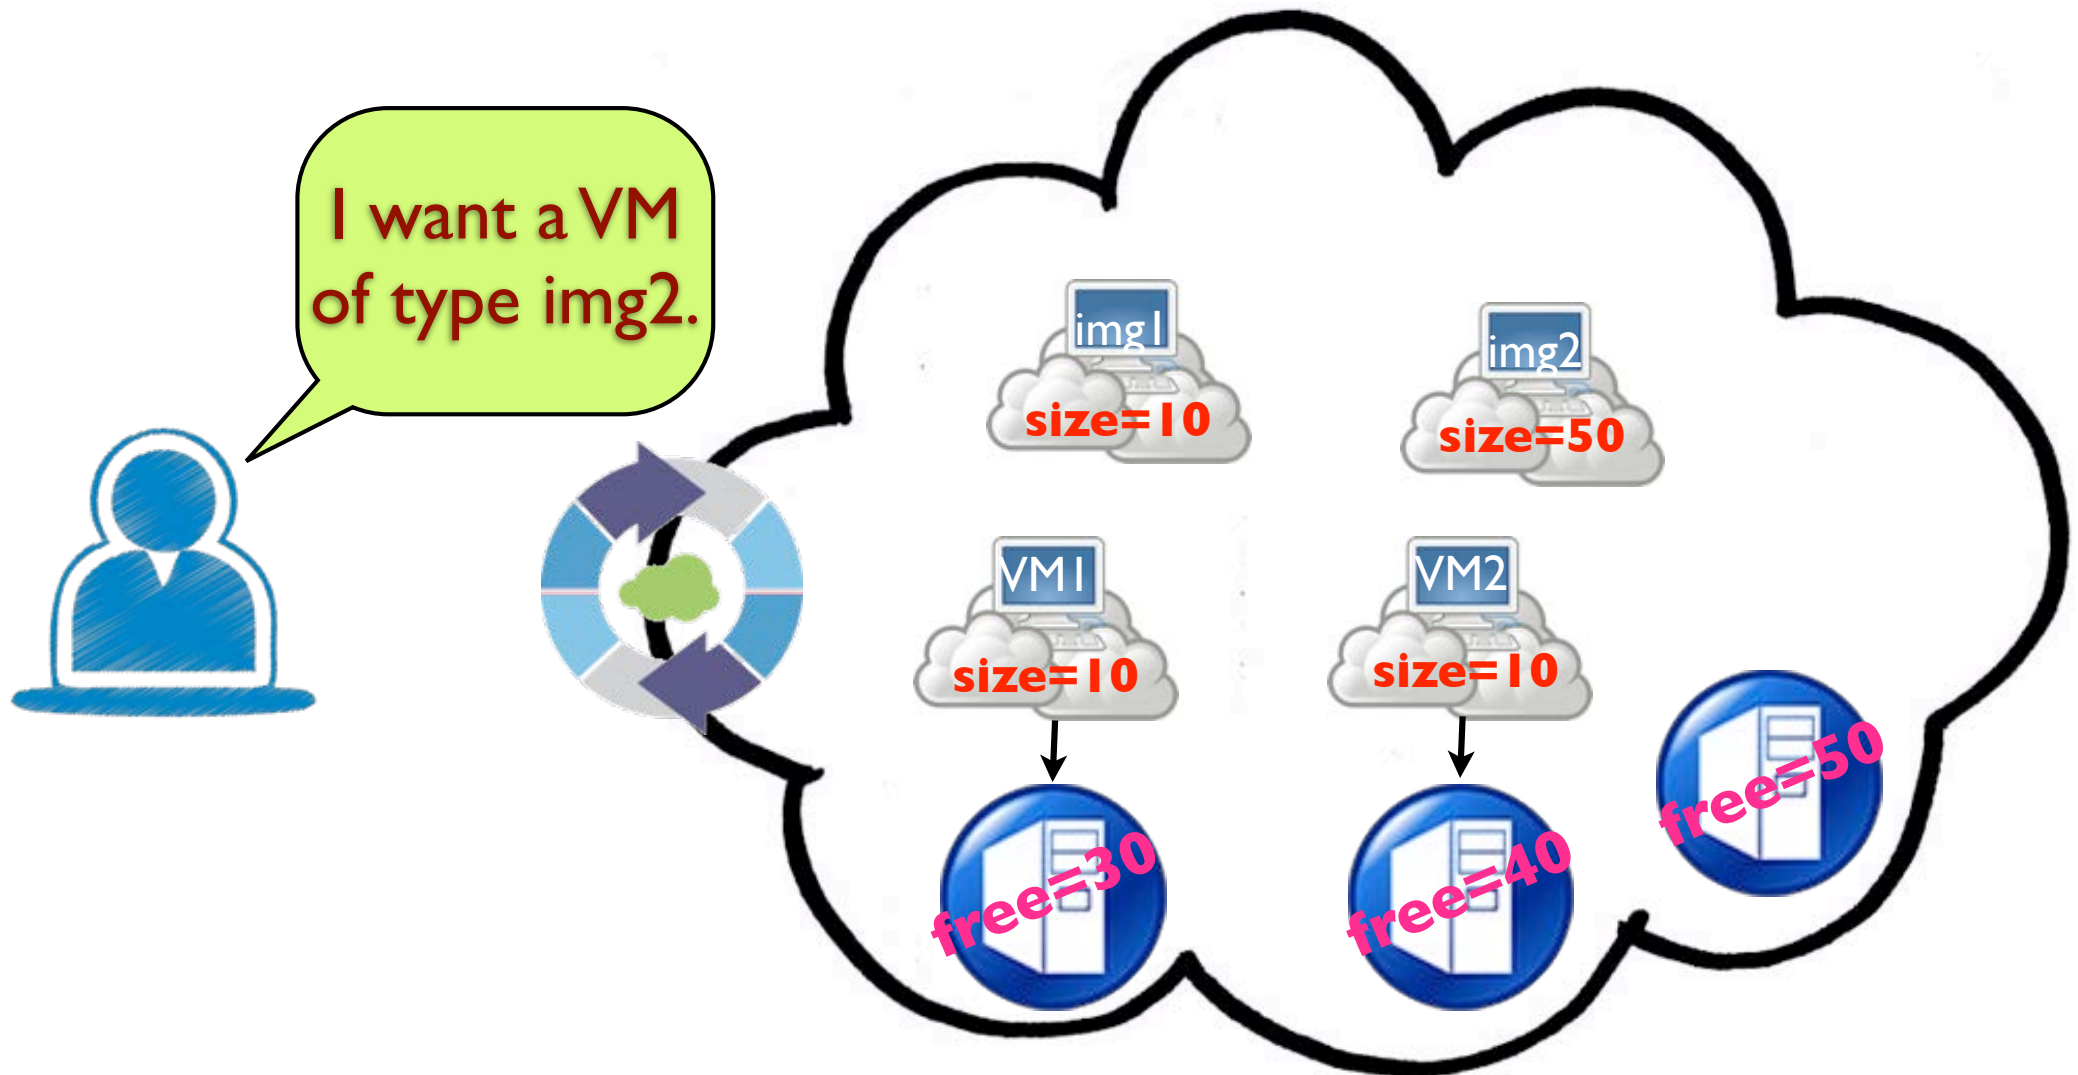 I want a VM
of type img2.
img1
size=10
img2
size=50
VM1
size=10
VM2
size=10
free=30
free=40
free=50